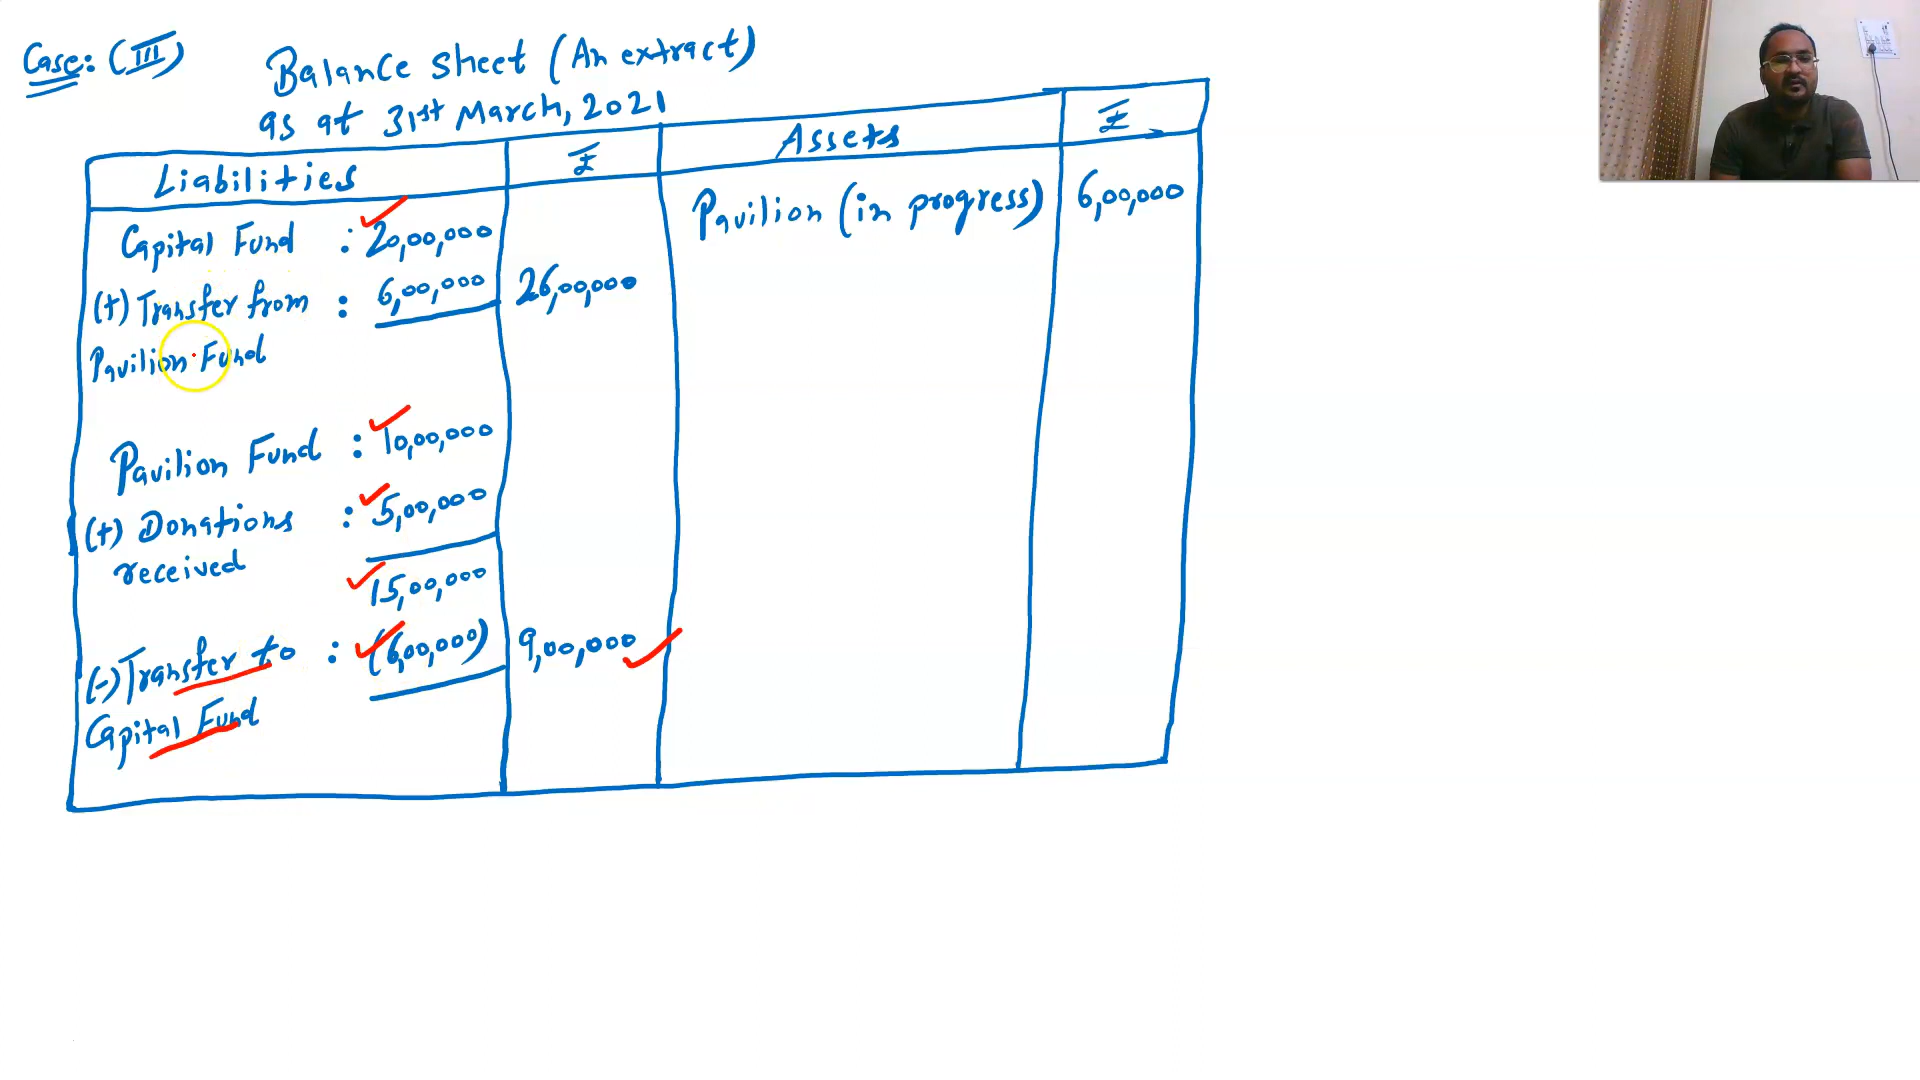 Case: (III)
Balance sheet (An extract)
as at 31st March, 2021
Liabilities ₹ Assets ₹
Capital Fund : 20,00,000
(+) Transfer from : 6,00,000 26,00,000
Pavilion Fund
Pavilion Fund : 10,00,000
(+) Donations : 5,00,000
received
15,00,000
(-) Transfer to : (6,00,000) 9,00,000
Capital Fund
Pavilion (in progress) 6,00,000